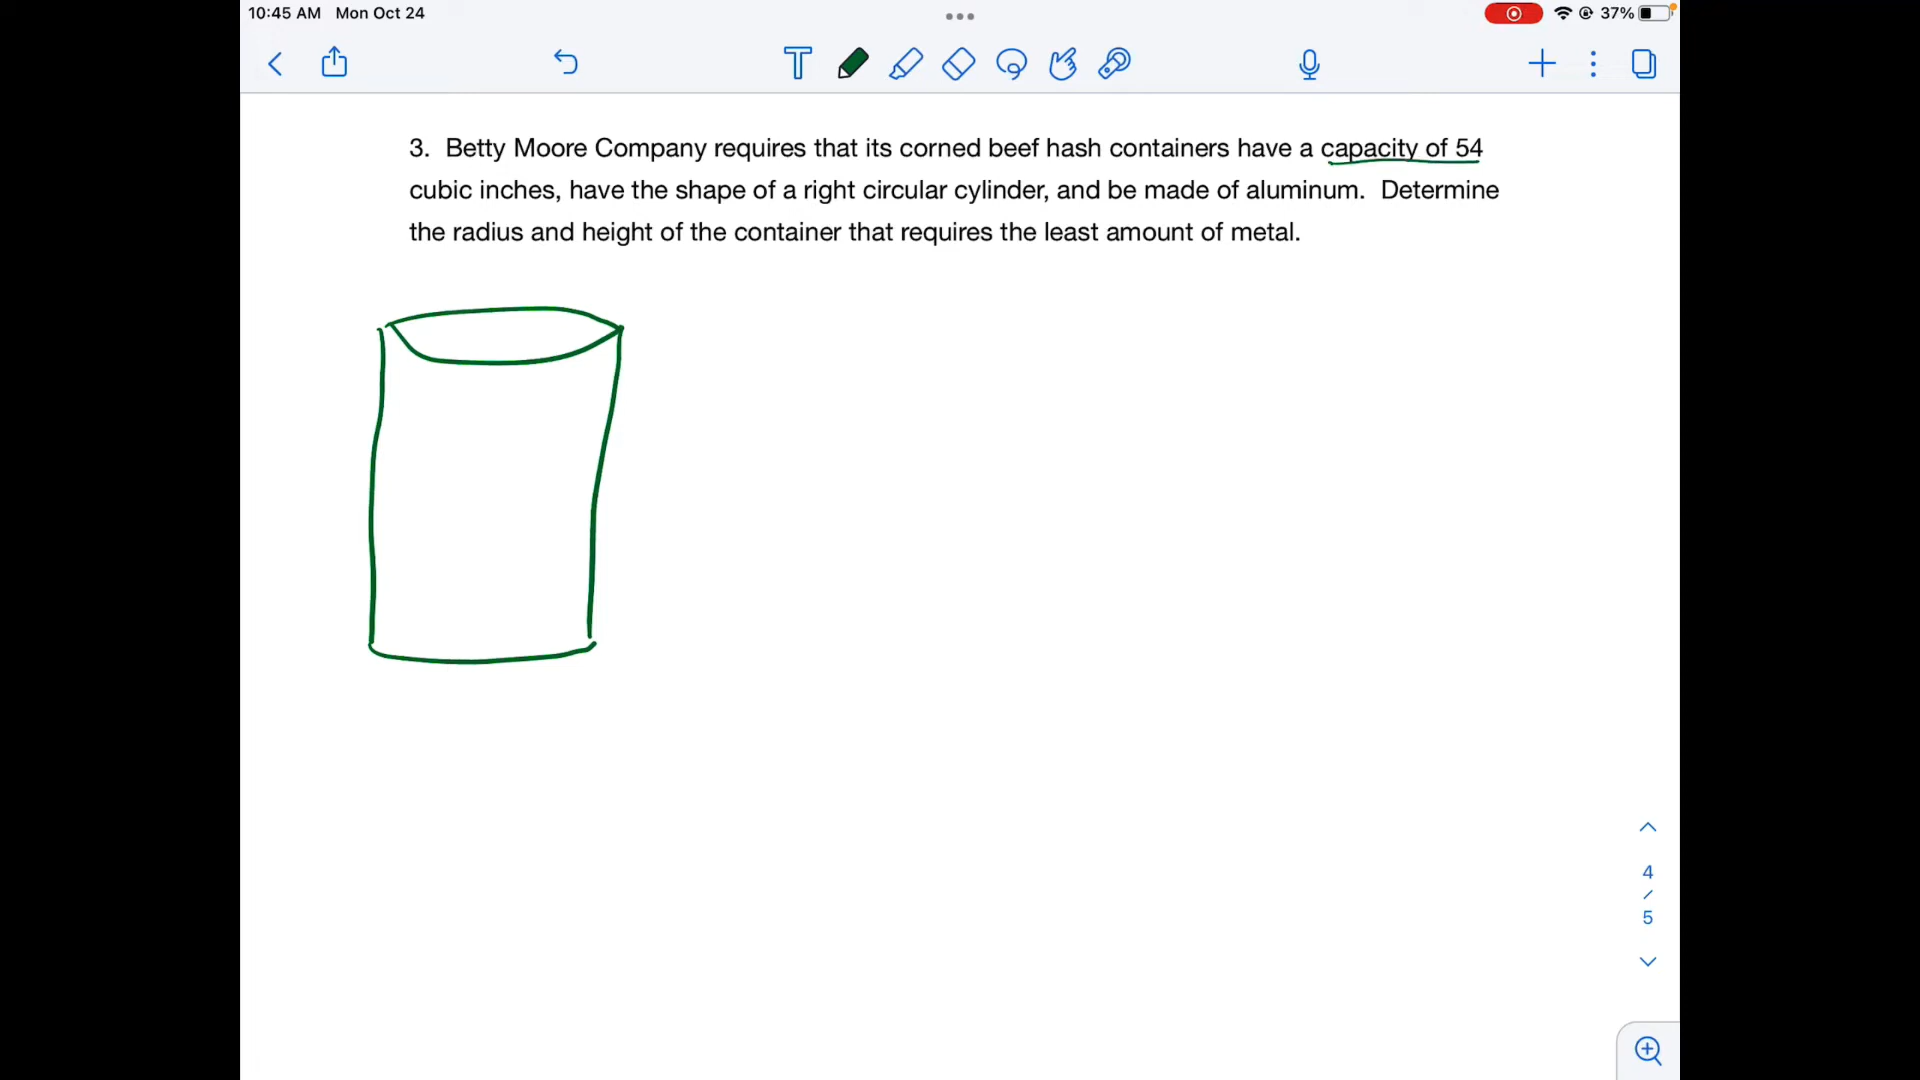 10:45 AM Mon Oct 24
37%
T
3. Betty Moore Company requires that its corned beef hash containers have a capacity of 54
cubic inches, have the shape of a right circular cylinder, and be made of aluminum. Determine
the radius and height of the container that requires the least amount of metal.
4
/
5